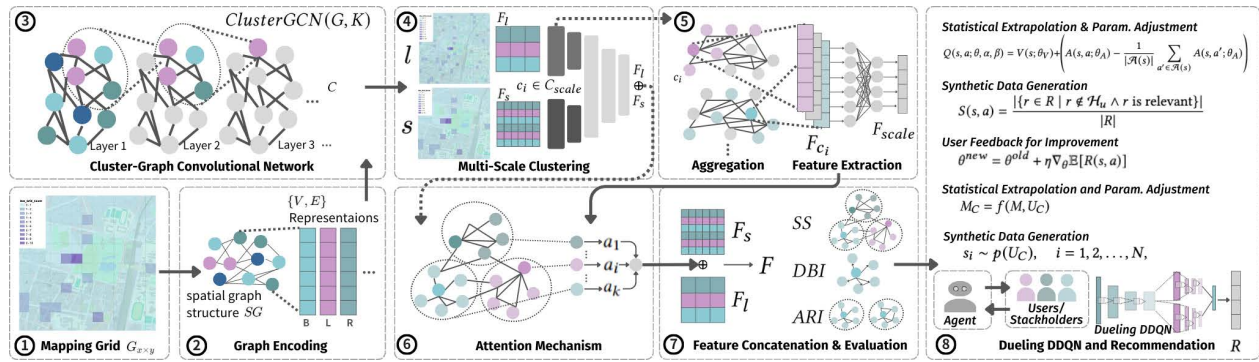 3
ClusterGCN(G, K)
... C
Layer 1
Layer 2
Layer 3 ...
Cluster-Graph Convolutional Network
4
l
s
F_l
c_i ∈ C_scale
F_s
F_l
⊕
F_s
Multi-Scale Clustering
5
c_i
F_{c_i}
F_scale
Aggregation
Feature Extraction
1
Mapping Grid G_{x×y}
2
{V, E}
Representaions
spatial graph
structure SG
...
B L R
Graph Encoding
6
a_1
a_i
a_k
Attention Mechanism
7
F_s
⊕
F
F_l
SS
DBI
ARI
Feature Concatenation & Evaluation
Statistical Extrapolation & Param. Adjustment
Q(s, a; θ, α, β) = V(s; θ_V) + (A(s, a; θ_A) − 1/|𝒜(s)| ∑_{a′∈𝒜(s)} A(s, a′; θ_A))
Synthetic Data Generation
S(s, a) = |{r ∈ R | r ∉ ℋ_u ∧ r is relevant}| / |R|
User Feedback for Improvement
θ^new = θ^old + η∇_θ𝔼[R(s, a)]
Statistical Extrapolation and Param. Adjustment
M_C = f(M, U_C)
Synthetic Data Generation
s_i ∼ p(U_C), i = 1, 2, . . . , N,
Agent
Users/
Stackholders
Dueling DDQN
8
Dueling DDQN and Recommendation R